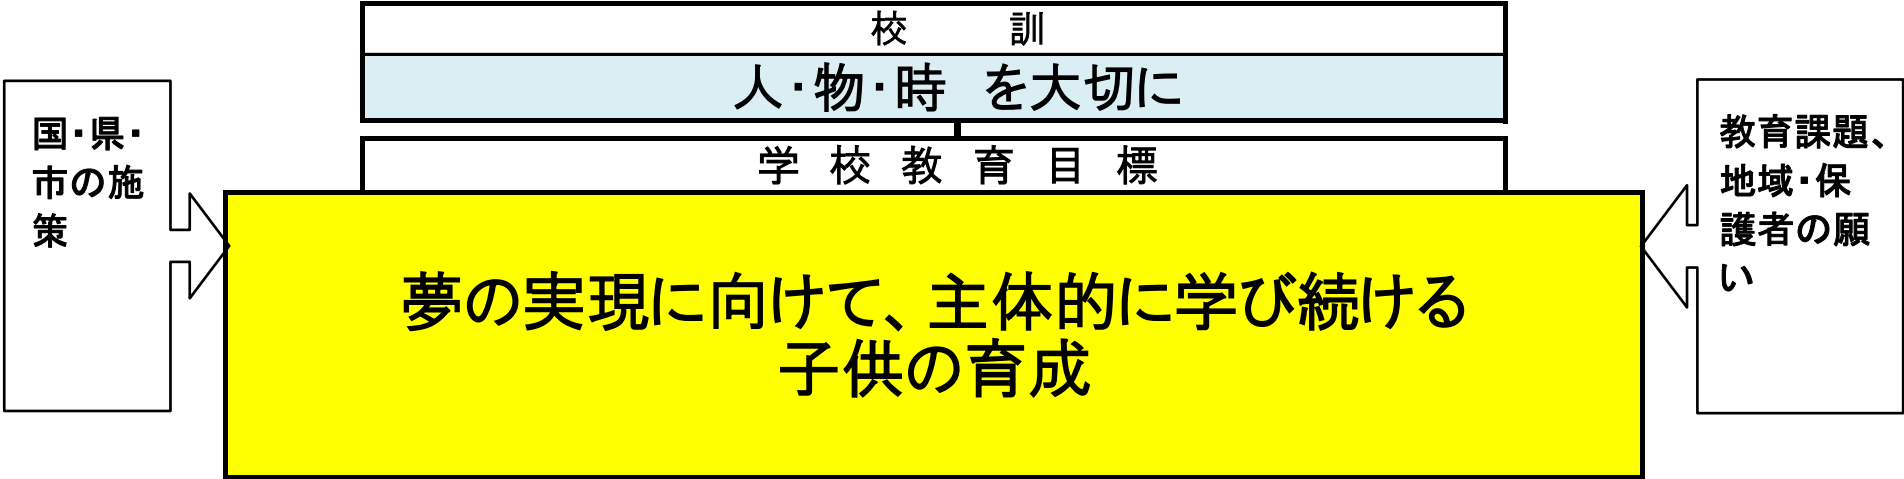 校　訓
人・物・時　を大切に
学校教育目標
国・県・
市の施
策
夢の実現に向けて、主体的に学び続ける
子供の育成
教育課題、
地域・保
護者の願
い